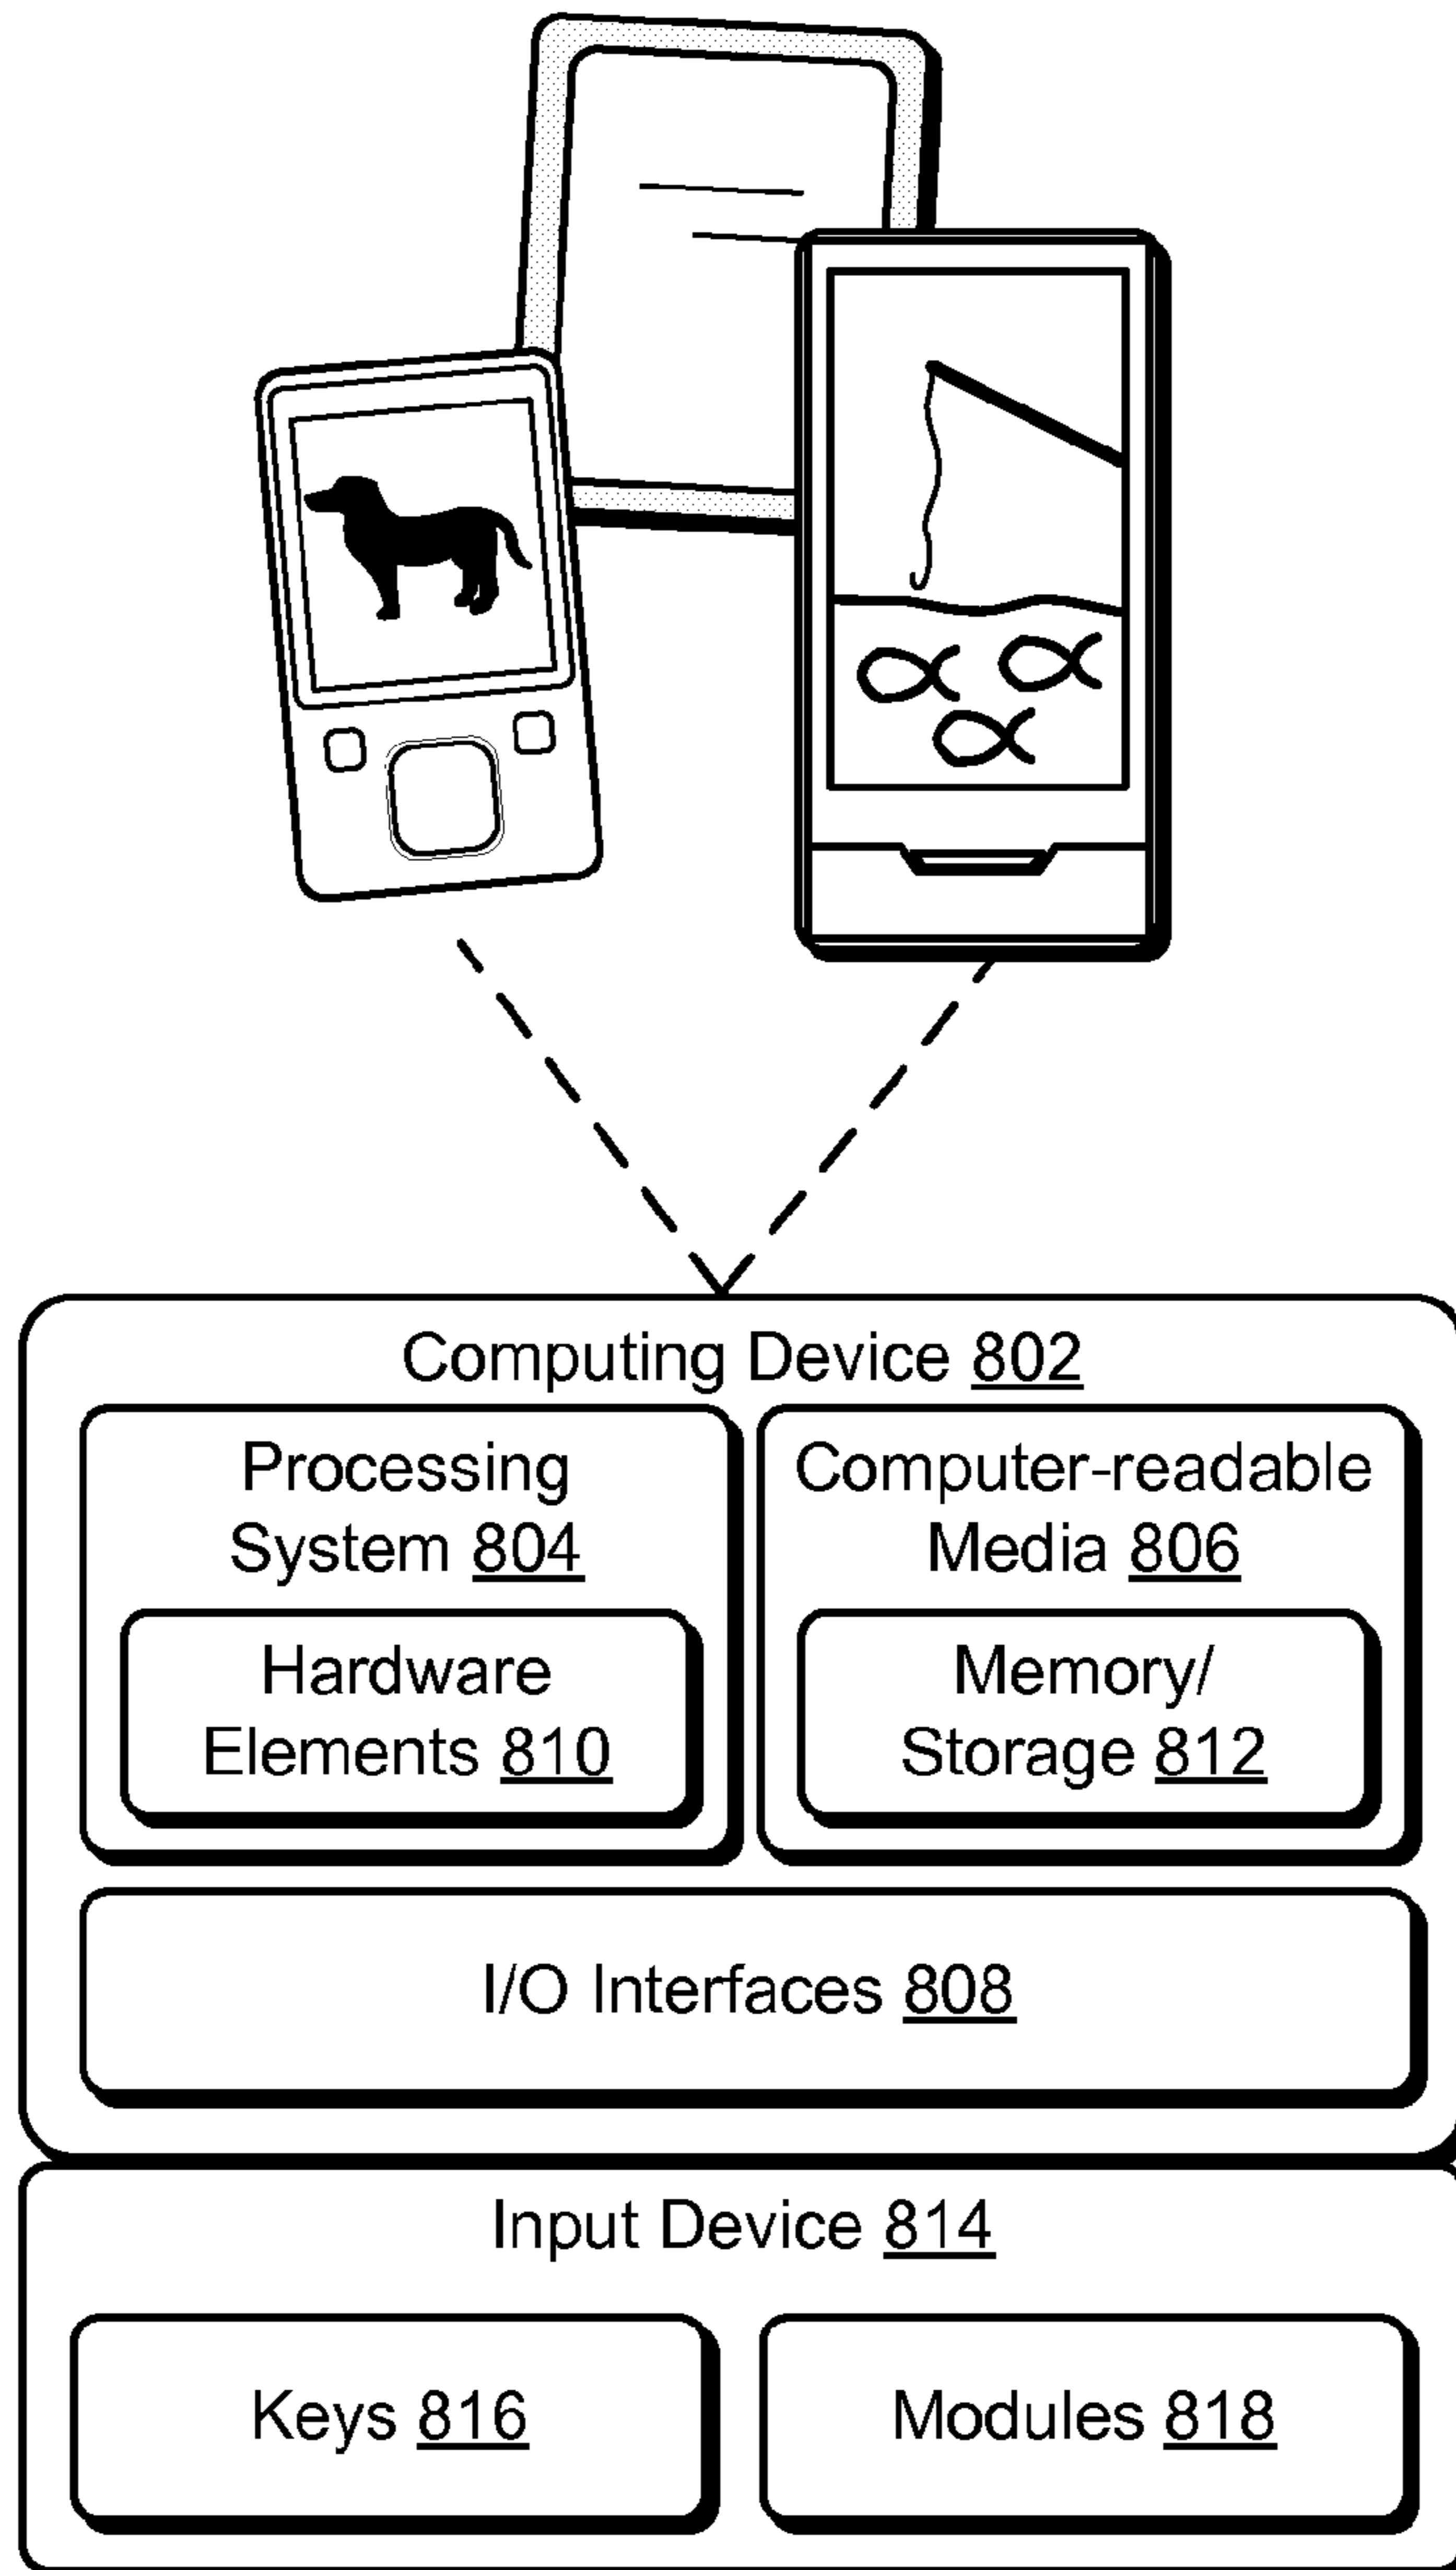 Computing Device 802
Processing
System 804
Hardware
Elements 810
Computer-readable
Media 806
Memory/
Storage 812
I/O Interfaces 808
Input Device 814
Keys 816
Modules 818